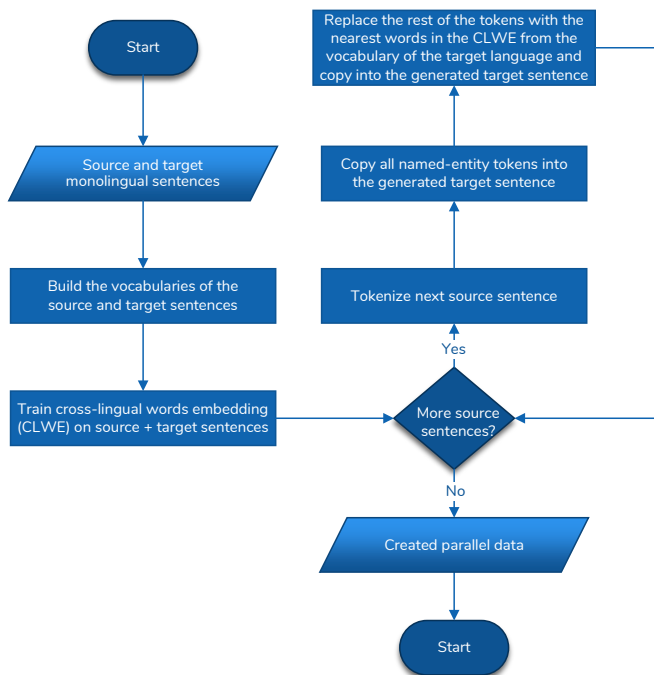 Start
Source and target
monolingual sentences
Build the vocabularies of the
source and target sentences
Train cross-lingual words embedding
(CLWE) on source + target sentences
Replace the rest of the tokens with the
nearest words in the CLWE from the
vocabulary of the target language and
copy into the generated target sentence
Copy all named-entity tokens into
the generated target sentence
Tokenize next source sentence
Yes
More source
sentences?
No
Created parallel data
Start